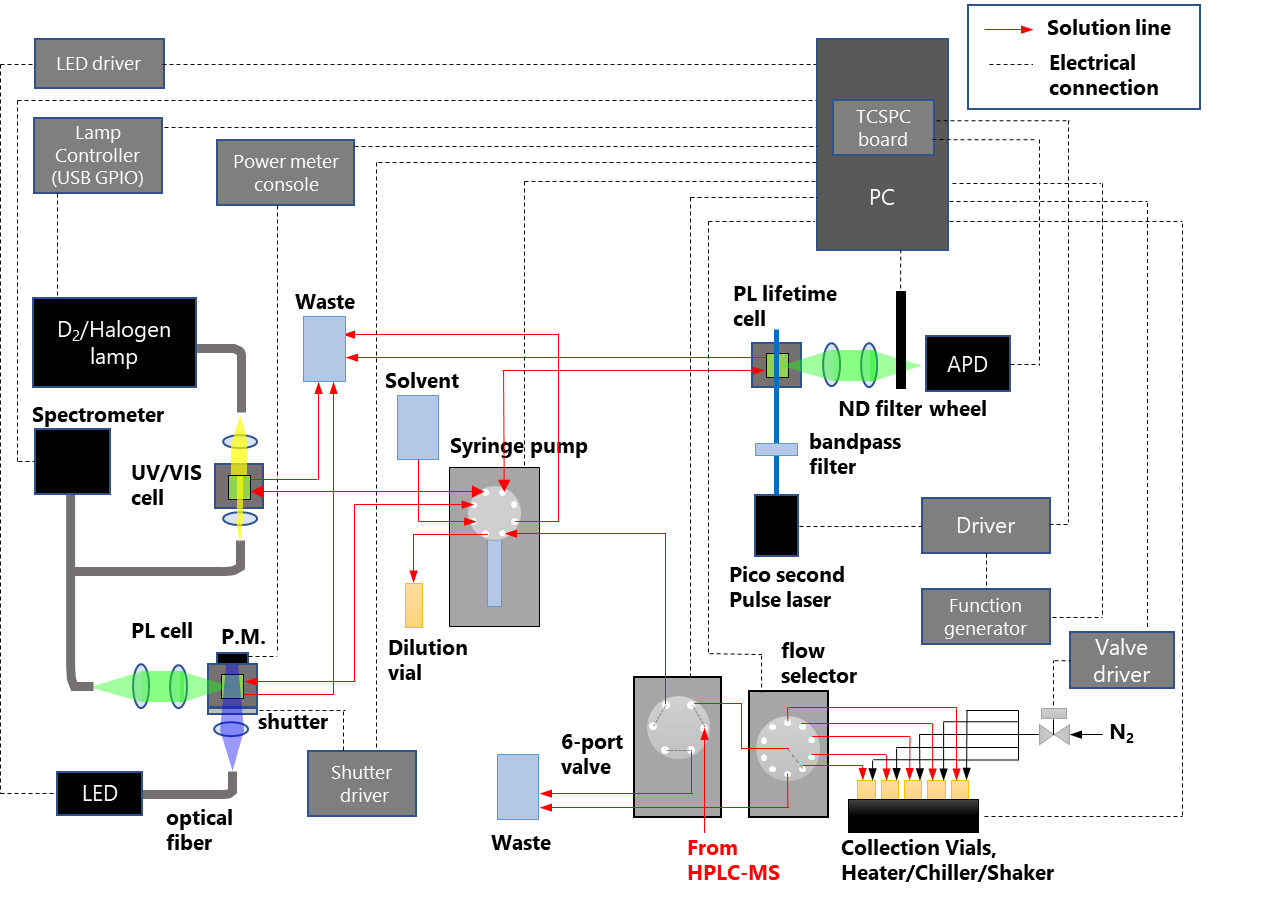 Solution line
Electrical
connection
LED driver
TCSPC
board
PC
Lamp
Controller
(USB GPIO)
Power meter
console
D₂/Halogen
lamp
Waste
PL lifetime
cell
APD
ND filter wheel
Solvent
Spectrometer
Syringe pump
bandpass
filter
UV/VIS
cell
Driver
Pico second
Pulse laser
Function
generator
Dilution
vial
PL cell
P.M.
flow
selector
Valve
driver
shutter
N₂
6-port
valve
Shutter
driver
LED
optical
fiber
Waste
From
HPLC-MS
Collection Vials,
Heater/Chiller/Shaker